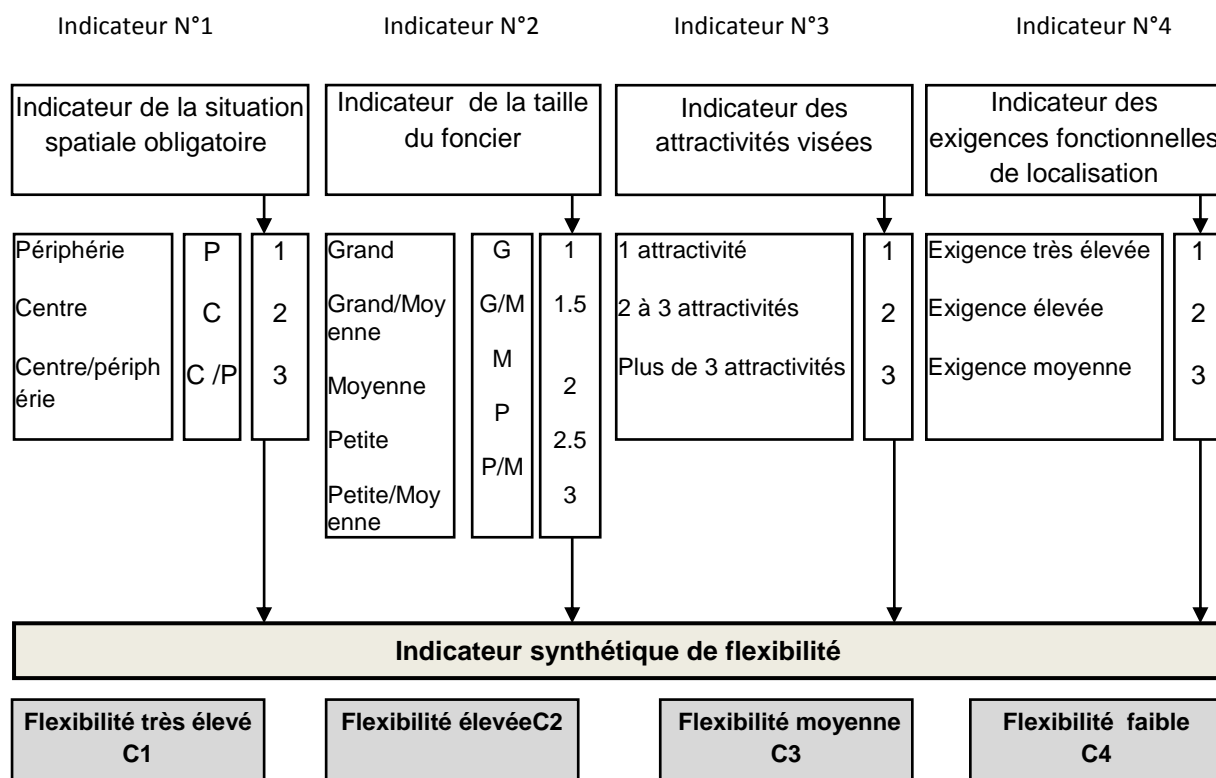 Indicateur N°1
Indicateur N°2
Indicateur N°3
Indicateur N°4
Indicateur de la situation
spatiale obligatoire
Indicateur de la taille
du foncier
Indicateur des
attractivités visées
Indicateur des
exigences fonctionnelles
de localisation
Périphérie
Centre
Centre/périph
érie
P
C
C /P
1
2
3
Grand
Grand/Moy
enne
Moyenne
Petite
Petite/Moy
enne
G
G/M
M
P
P/M
1
1.5
2
2.5
3
1 attractivité
2 à 3 attractivités
Plus de 3 attractivités
1
2
3
Exigence très élevée
Exigence élevée
Exigence moyenne
1
2
3
Indicateur synthétique de flexibilité
Flexibilité très élevé
C1
Flexibilité élevéeC2
Flexibilité moyenne
C3
Flexibilité faible
C4